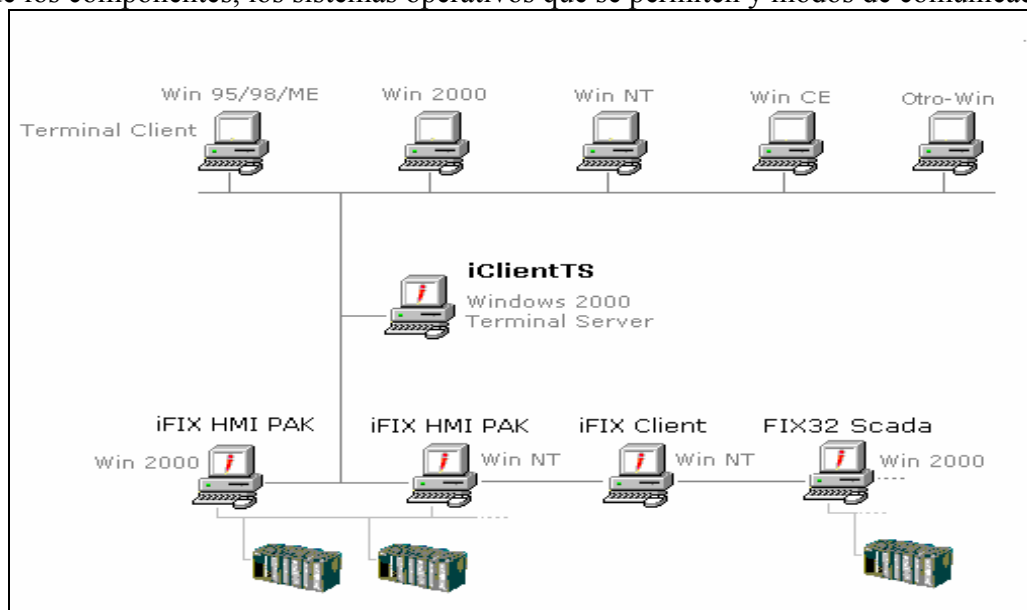 de los componentes, los sistemas operativos que se permiten y modos de comunicac
Win 95/98/ME
Win 2000
Win NT
Win CE
Otro-Win
Terminal Client
iClientTS
Windows 2000
Terminal Server
iFIX HMI PAK
iFIX HMI PAK
iFIX Client
FIX32 Scada
Win 2000
Win NT
Win NT
Win 2000